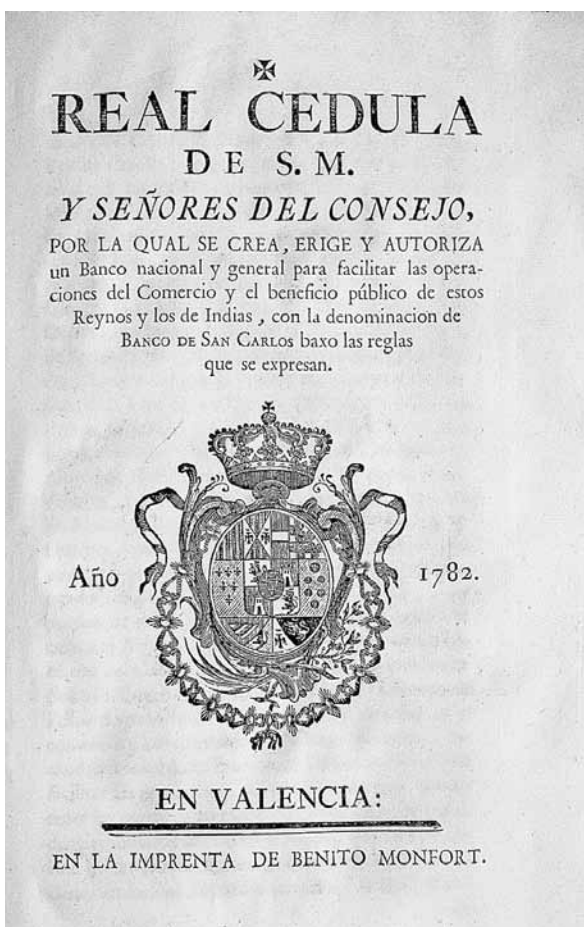 ✠
REAL CEDULA
DE S. M.
Y SEÑORES DEL CONSEJO,
POR LA QUAL SE CREA, ERIGE Y AUTORIZA
un Banco nacional y general para facilitar las opera-
ciones del Comercio y el beneficio público de estos
Reynos y los de Indias, con la denominacion de
BANCO DE SAN CARLOS baxo las reglas
que se expresan.
Año 1782.
EN VALENCIA:
EN LA IMPRENTA DE BENITO MONFORT.